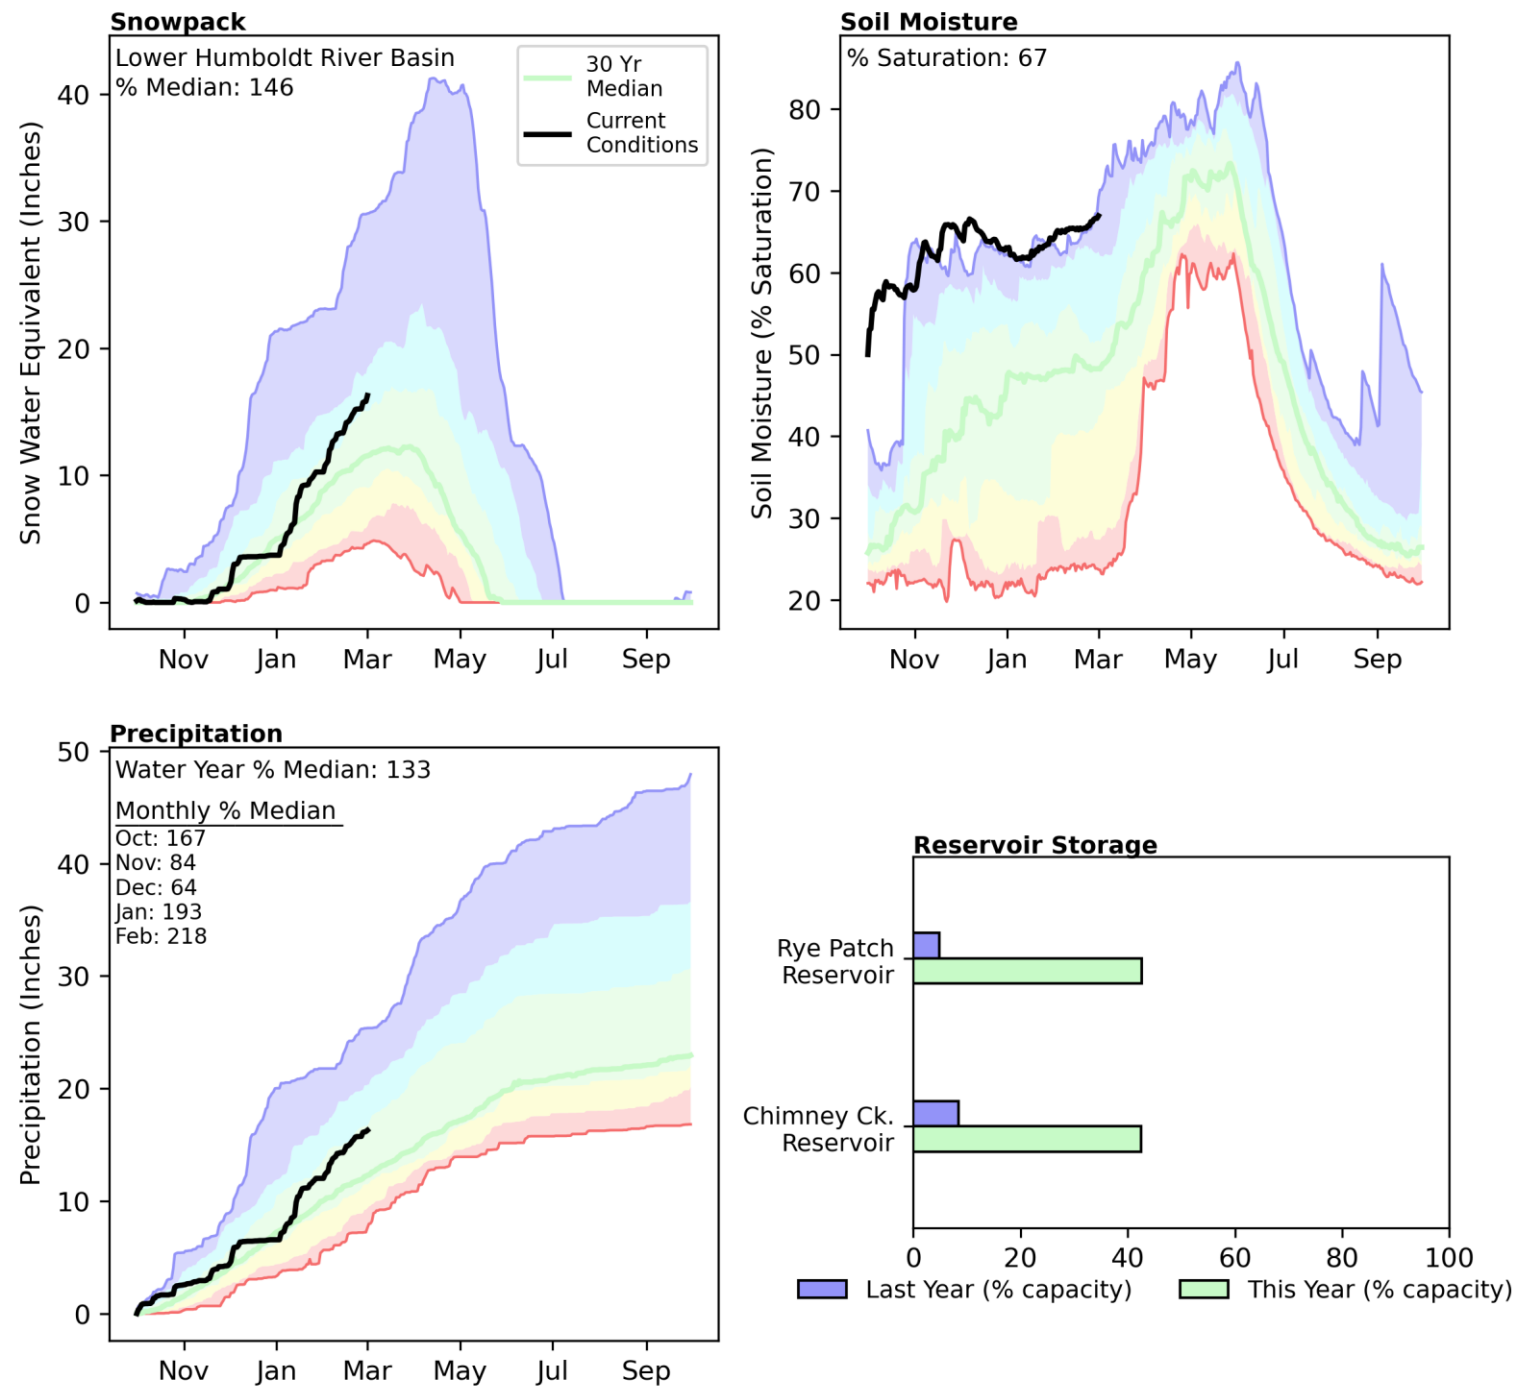 Snowpack
Lower Humboldt River Basin
% Median: 146
30 Yr
Median
Current
Conditions
Snow Water Equivalent (Inches)
40
30
20
10
0
Nov Jan Mar May Jul Sep
Soil Moisture
% Saturation: 67
Soil Moisture (% Saturation)
80
70
60
50
40
30
20
Nov Jan Mar May Jul Sep
Precipitation
Water Year % Median: 133
Monthly % Median
Oct: 167
Nov: 84
Dec: 64
Jan: 193
Feb: 218
Precipitation (Inches)
50
40
30
20
10
0
Nov Jan Mar May Jul Sep
Reservoir Storage
Rye Patch
Reservoir
Chimney Ck.
Reservoir
0 20 40 60 80 100
Last Year (% capacity) This Year (% capacity)